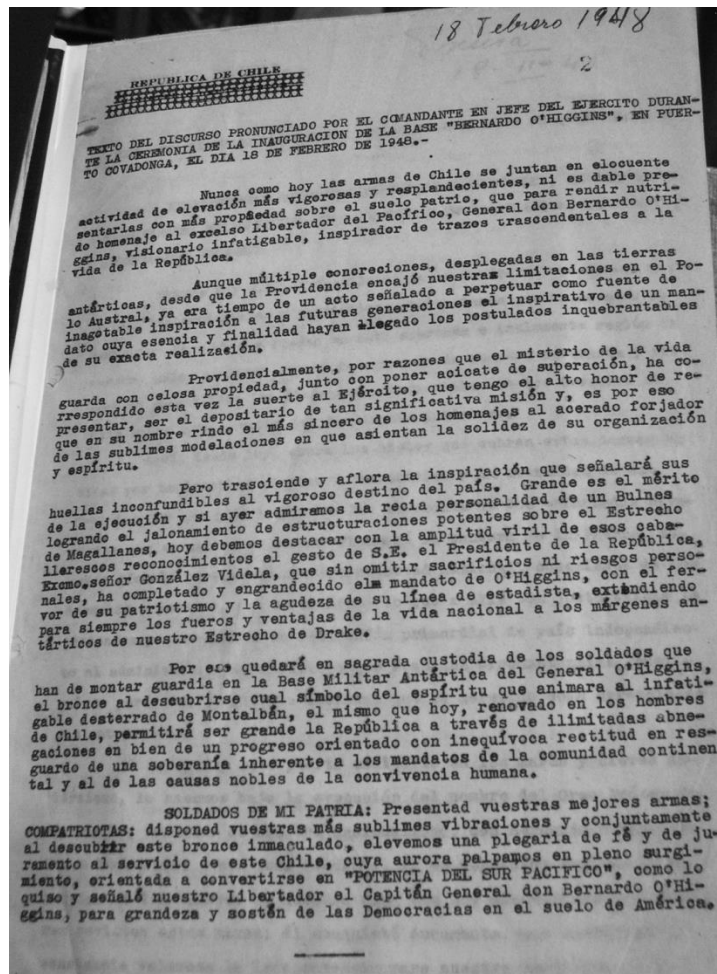 18 Febrero 1948
2
REPUBLICA DE CHILE
TEXTO DEL DISCURSO PRONUNCIADO POR EL COMANDANTE EN JEFE DEL EJERCITO DURAN-
TE LA CEREMONIA DE LA INAUGURACION DE LA BASE "BERNARDO O'HIGGINS", EN PUER-
TO COVADONGA, EL DIA 18 DE FEBRERO DE 1948.-
Nunca como hoy las armas de Chile se juntan en elocuente
actividad de elevación más vigorosas y resplandecientes, ni es dable pre-
sentarlas con más propiedad sobre el suelo patrio, que para rendir nutri-
do homenaje al excelso Libertador del Pacífico, General don Bernardo O'Hi-
ggins, visionario infatigable, inspirador de trazos trascendentales a la
vida de la República.
Aunque múltiple concreciones, desplegadas en las tierras
antárticas, desde que la Providencia encajó nuestras limitaciones en el Po-
lo Austral, ya era tiempo de un acto señalado a perpetuar como fuente de
inagotable inspiración a las futuras generaciones el inspirativo de un man-
dato cuya esencia y finalidad hayan llegado los postulados inquebrantables
de su exacta realización.
Providencialmente, por razones que el misterio de la vida
guarda con celosa propiedad, junto con poner acicate de superación, ha co-
rrespondido esta vez la suerte al Ejército, que tengo el alto honor de re-
presentar, ser el depositario de tan significativa misión y, es por eso
que en su nombre rindo el más sincero de los homenajes al acerado forjador
de las sublimes modelaciones en que asientan la solidez de su organización
y espíritu.
Pero trasciende y aflora la inspiración que señalará sus
huellas inconfundibles al vigoroso destino del país. Grande es el mérito
de la ejecución y si ayer admiramos la recia personalidad de un Bulnes
logrando el jalonamiento de estructuraciones potentes sobre el Estrecho
de Magallanes, hoy debemos destacar con la amplitud viril de esos caba-
llerescos reconocimientos el gesto de S.E. el Presidente de la República,
Excmo.señor González Videla, que sin omitir sacrificios ni riesgos perso-
nales, ha completado y engrandecido el mandato de O'Higgins, con el fer-
vor de su patriotismo y la agudeza de su línea de estadista, extendiendo
para siempre los fueros y ventajas de la vida nacional a los márgenes an-
tárticos de nuestro Estrecho de Drake.
Por eso quedará en sagrada custodia de los soldados que
han de montar guardia en la Base Militar Antártica del General O'Higgins,
el bronce al descubrirse cual símbolo del espíritu que animara al infati-
gable desterrado de Montalbán, el mismo que hoy, renovado en los hombres
de Chile, permitirá ser grande la República a través de ilimitadas abne-
gaciones en bien de un progreso orientado con inequívoca rectitud en res-
guardo de una soberanía inherente a los mandatos de la comunidad continen
tal y al de las causas nobles de la convivencia humana.
SOLDADOS DE MI PATRIA: Presentad vuestras mejores armas;
COMPATRIOTAS: disponed vuestras más sublimes vibraciones y conjuntamente
al descubrir este bronce inmaculado, elevemos una plegaria de fé y de ju-
ramento al servicio de este Chile, cuya aurora palpamos en pleno surgi-
miento, orientada a convertirse en "POTENCIA DEL SUR PACIFICO", como lo
quiso y señaló nuestro Libertador el Capitán General don Bernardo O'Hi-
ggins, para grandeza y sostén de las Democracias en el suelo de América.